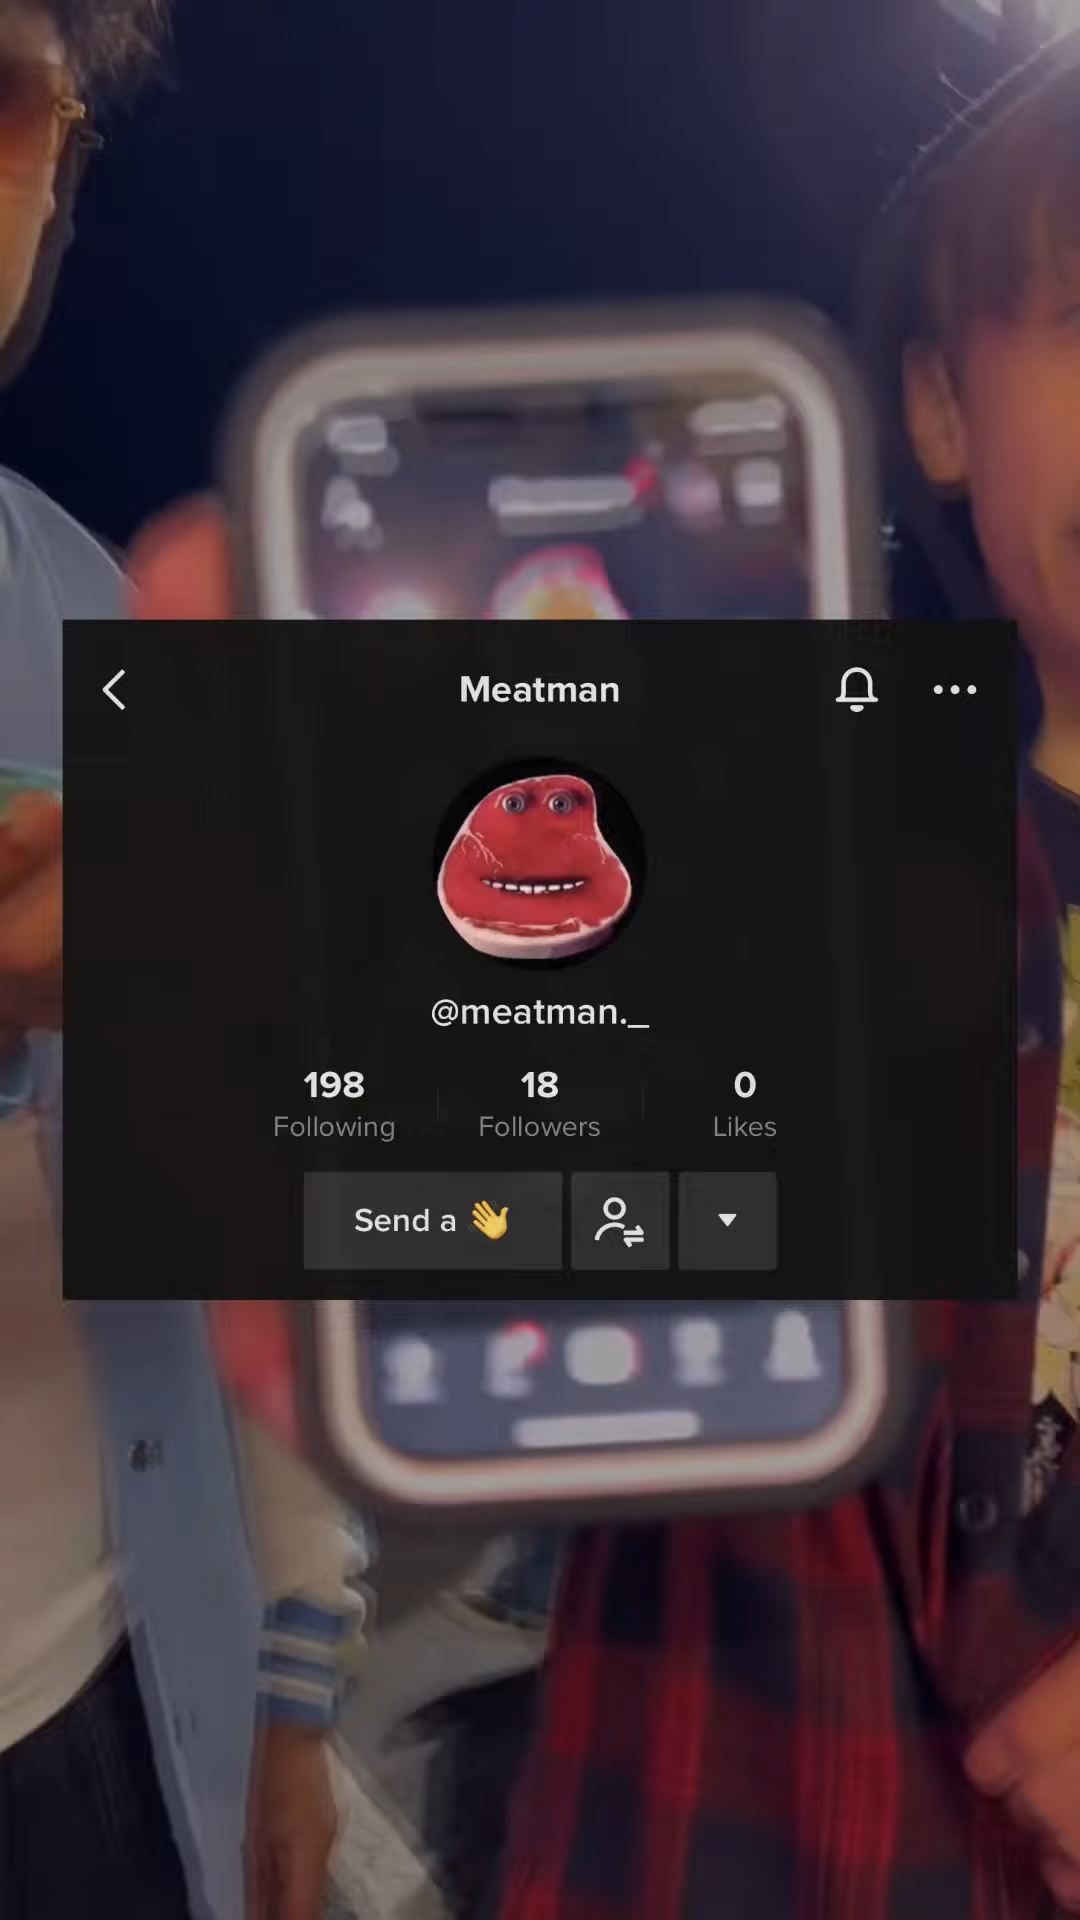 Meatman
@meatman._
198 18 0
Following Followers Likes
Send a 👋